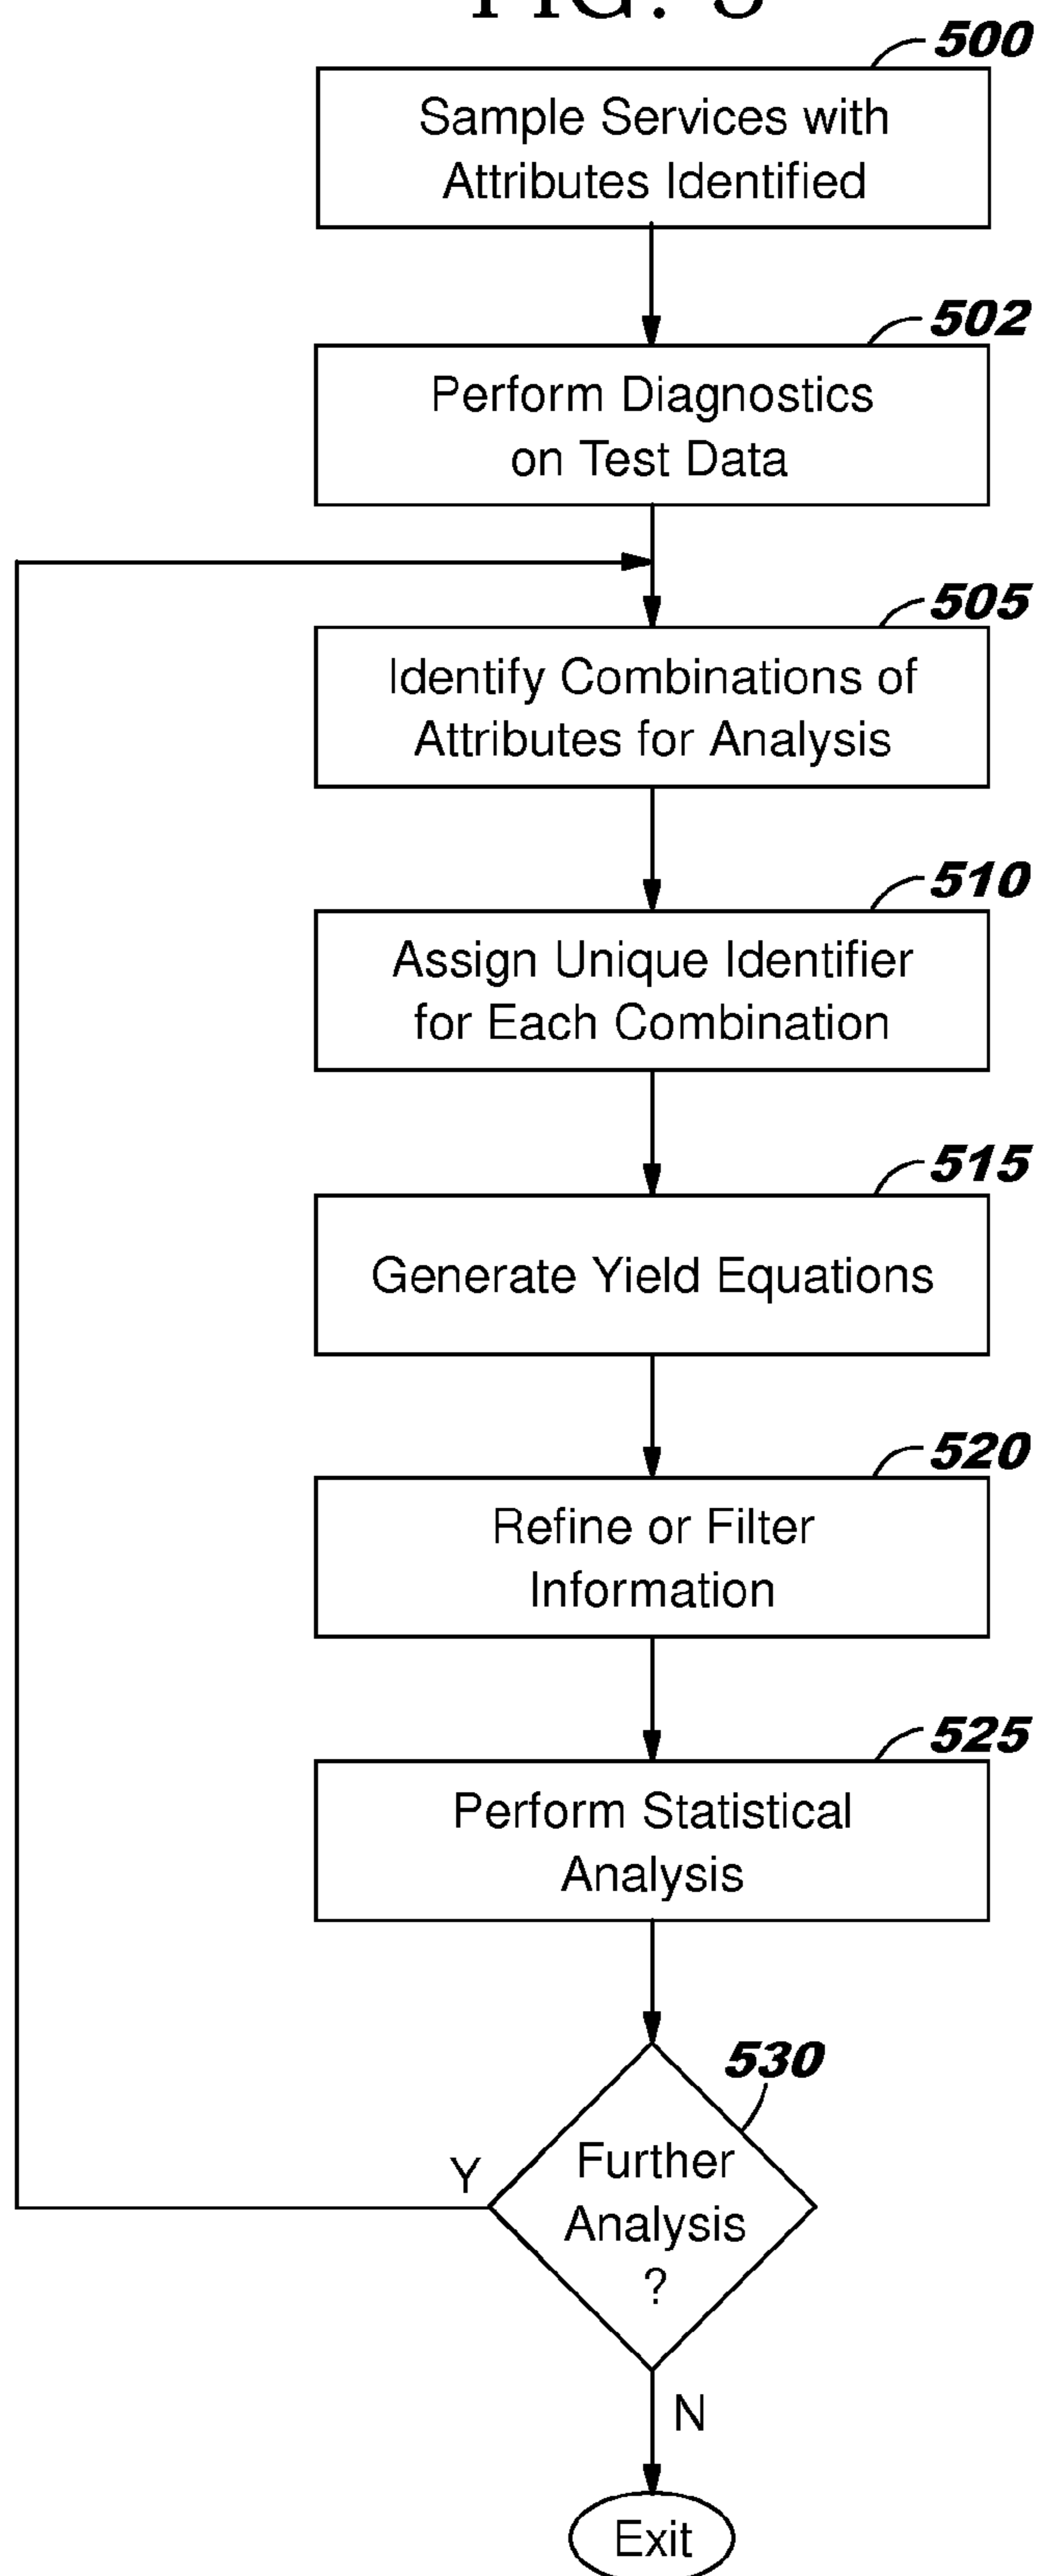 500
Sample Services with
Attributes Identified
502
Perform Diagnostics
on Test Data
505
Identify Combinations of
Attributes for Analysis
510
Assign Unique Identifier
for Each Combination
515
Generate Yield Equations
520
Refine or Filter
Information
525
Perform Statistical
Analysis
530
Further
Analysis
?
Y
N
Exit